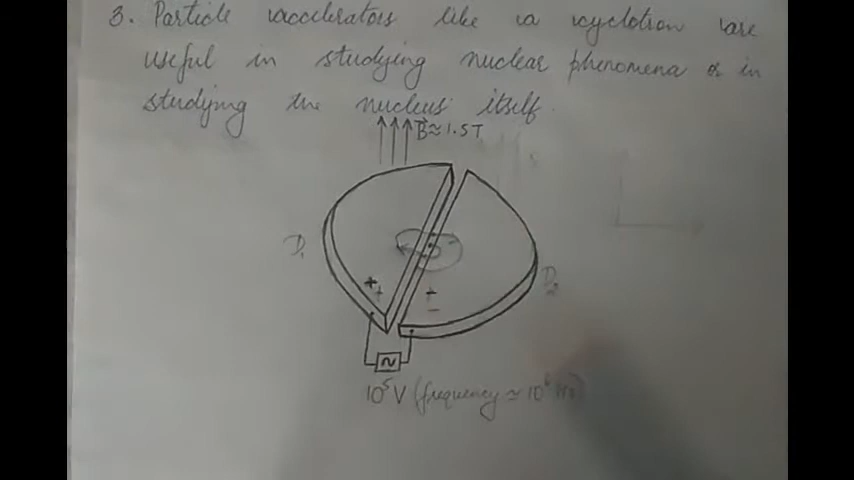 3. Particle accelerators like a cyclotron are
useful in studying nuclear phenomena or in
studying the nucleus itself.
B≈1.5T
D1
D2
+
+
+
−
~
10⁵V (frequency ≈ 10⁶ Hz)